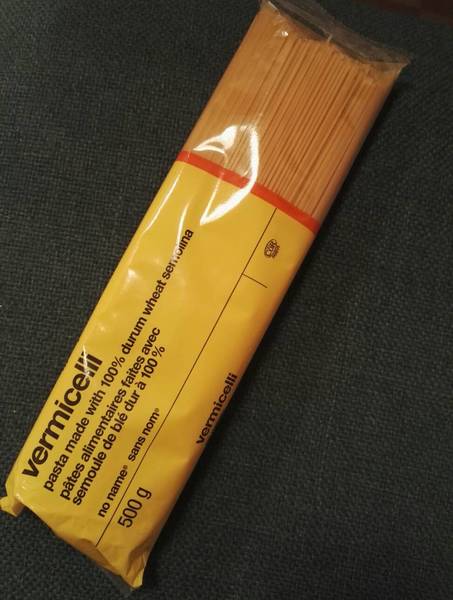 vermicelli
pasta made with 100% durum wheat semolina
pâtes alimentaires faites avec
semoule de blé dur à 100 %
no name® sans nom®
500 g
vermicelli